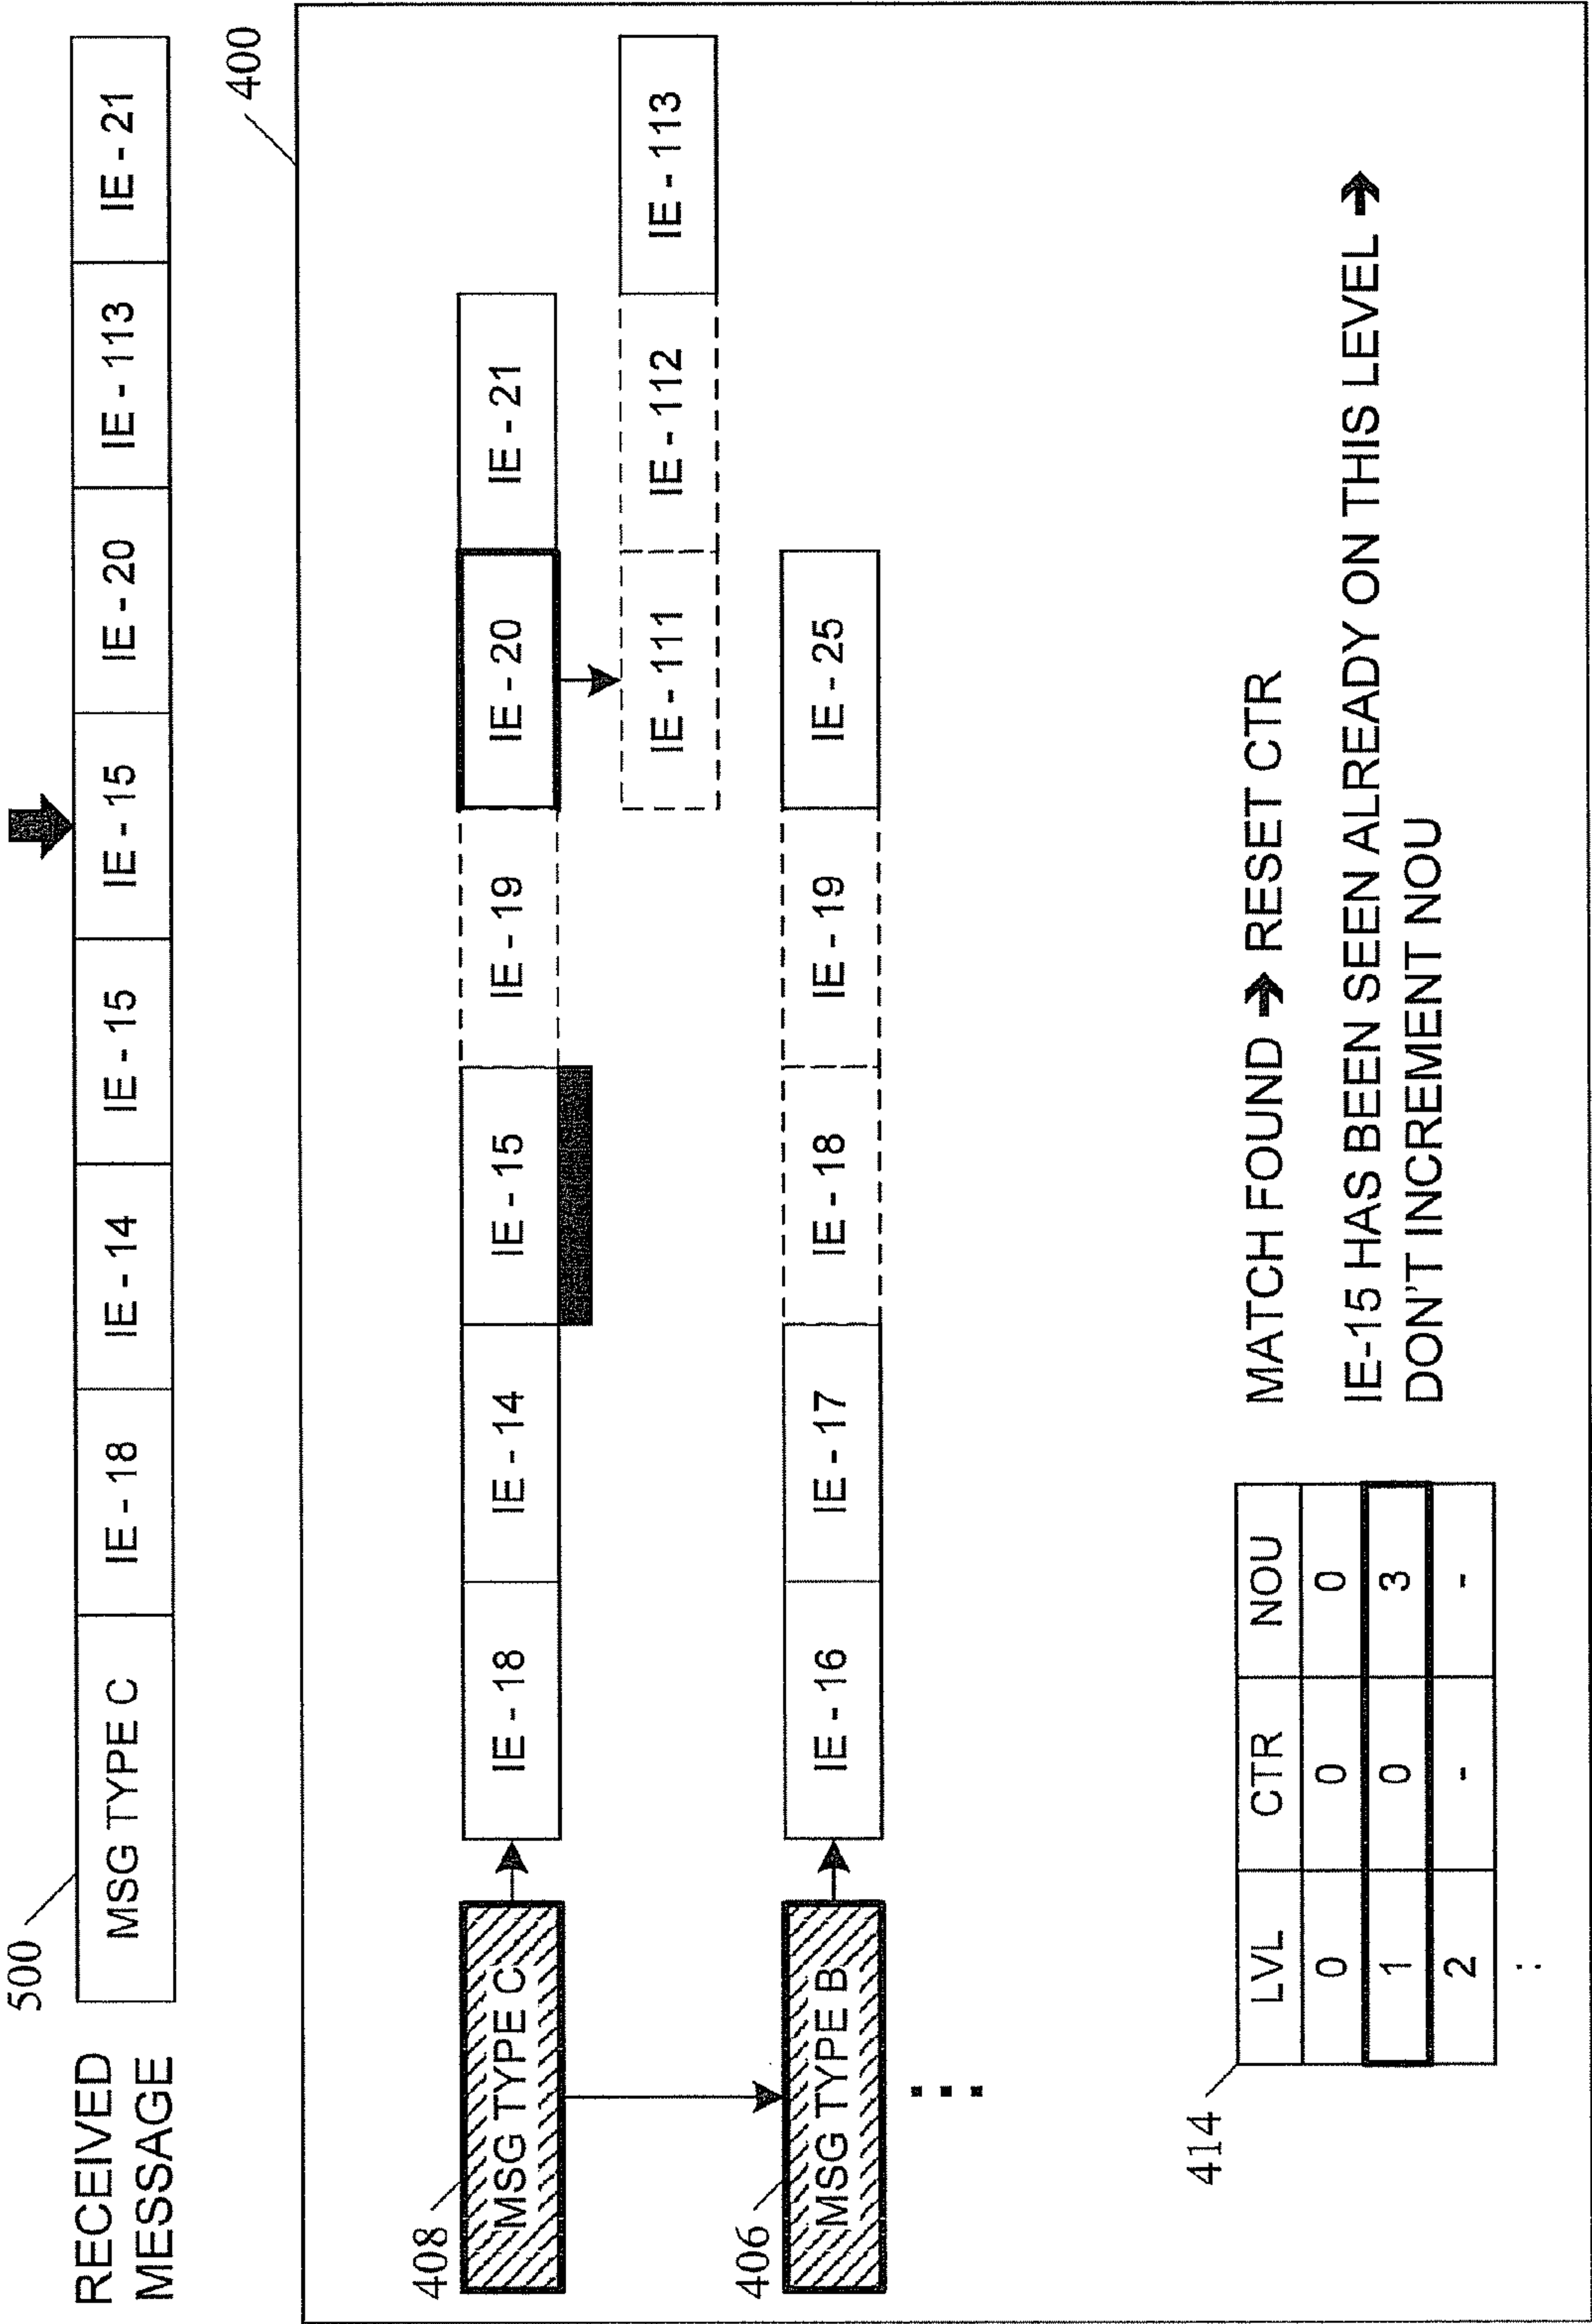 500
RECEIVED
MESSAGE
MSG TYPE C IE - 18 IE - 14 IE - 15 IE - 15 IE - 20 IE - 113 IE - 21
400
408
MSG TYPE C IE - 18 IE - 14 IE - 15 IE - 19 IE - 20 IE - 21
IE - 111 IE - 112 IE - 113
406
MSG TYPE B IE - 16 IE - 17 IE - 18 IE - 19 IE - 25
414
LVL CTR NOU
0 0 0
1 0 3
2 - -
:
MATCH FOUND → RESET CTR
IE-15 HAS BEEN SEEN ALREADY ON THIS LEVEL →
DON'T INCREMENT NOU